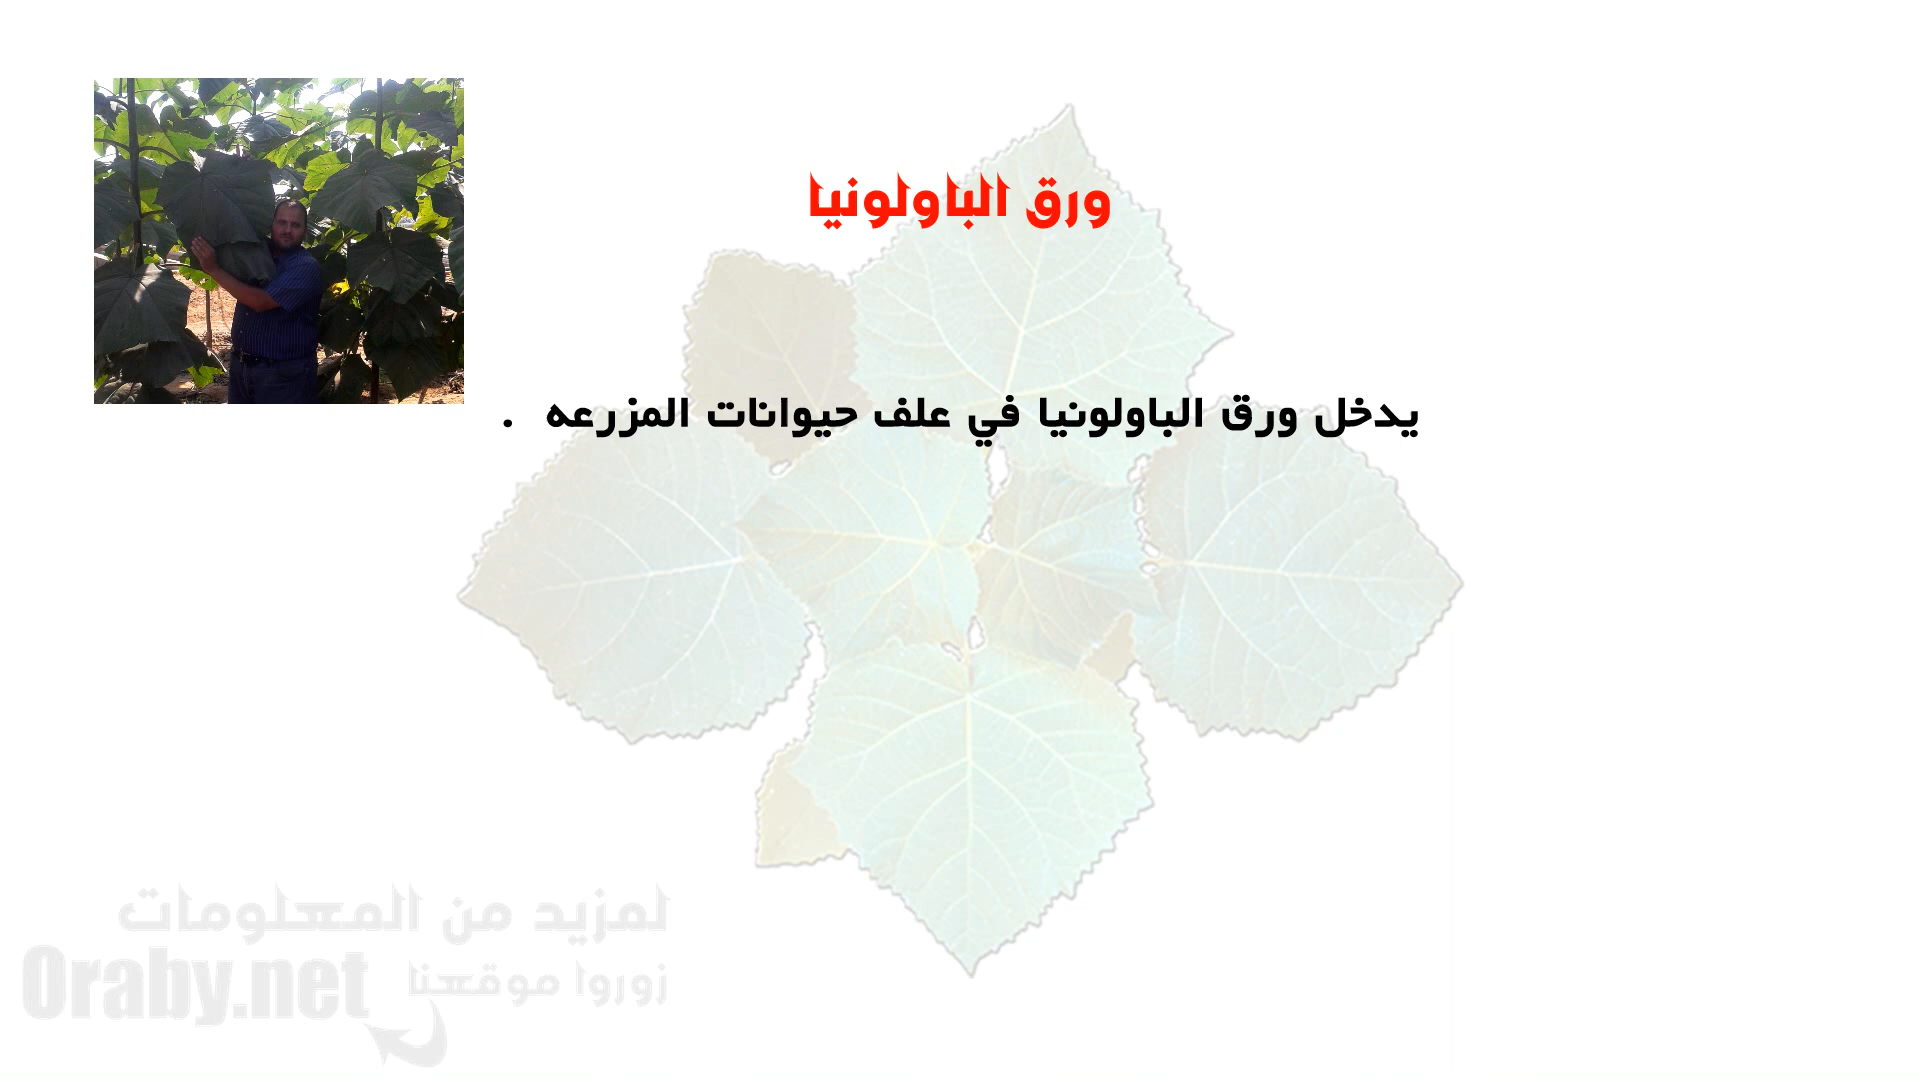 ورق الباولونيا
يدخل ورق الباولونيا في علف حيوانات المزرعه .
لمزيد من المعلومات
زوروا موقعنا Oraby.net